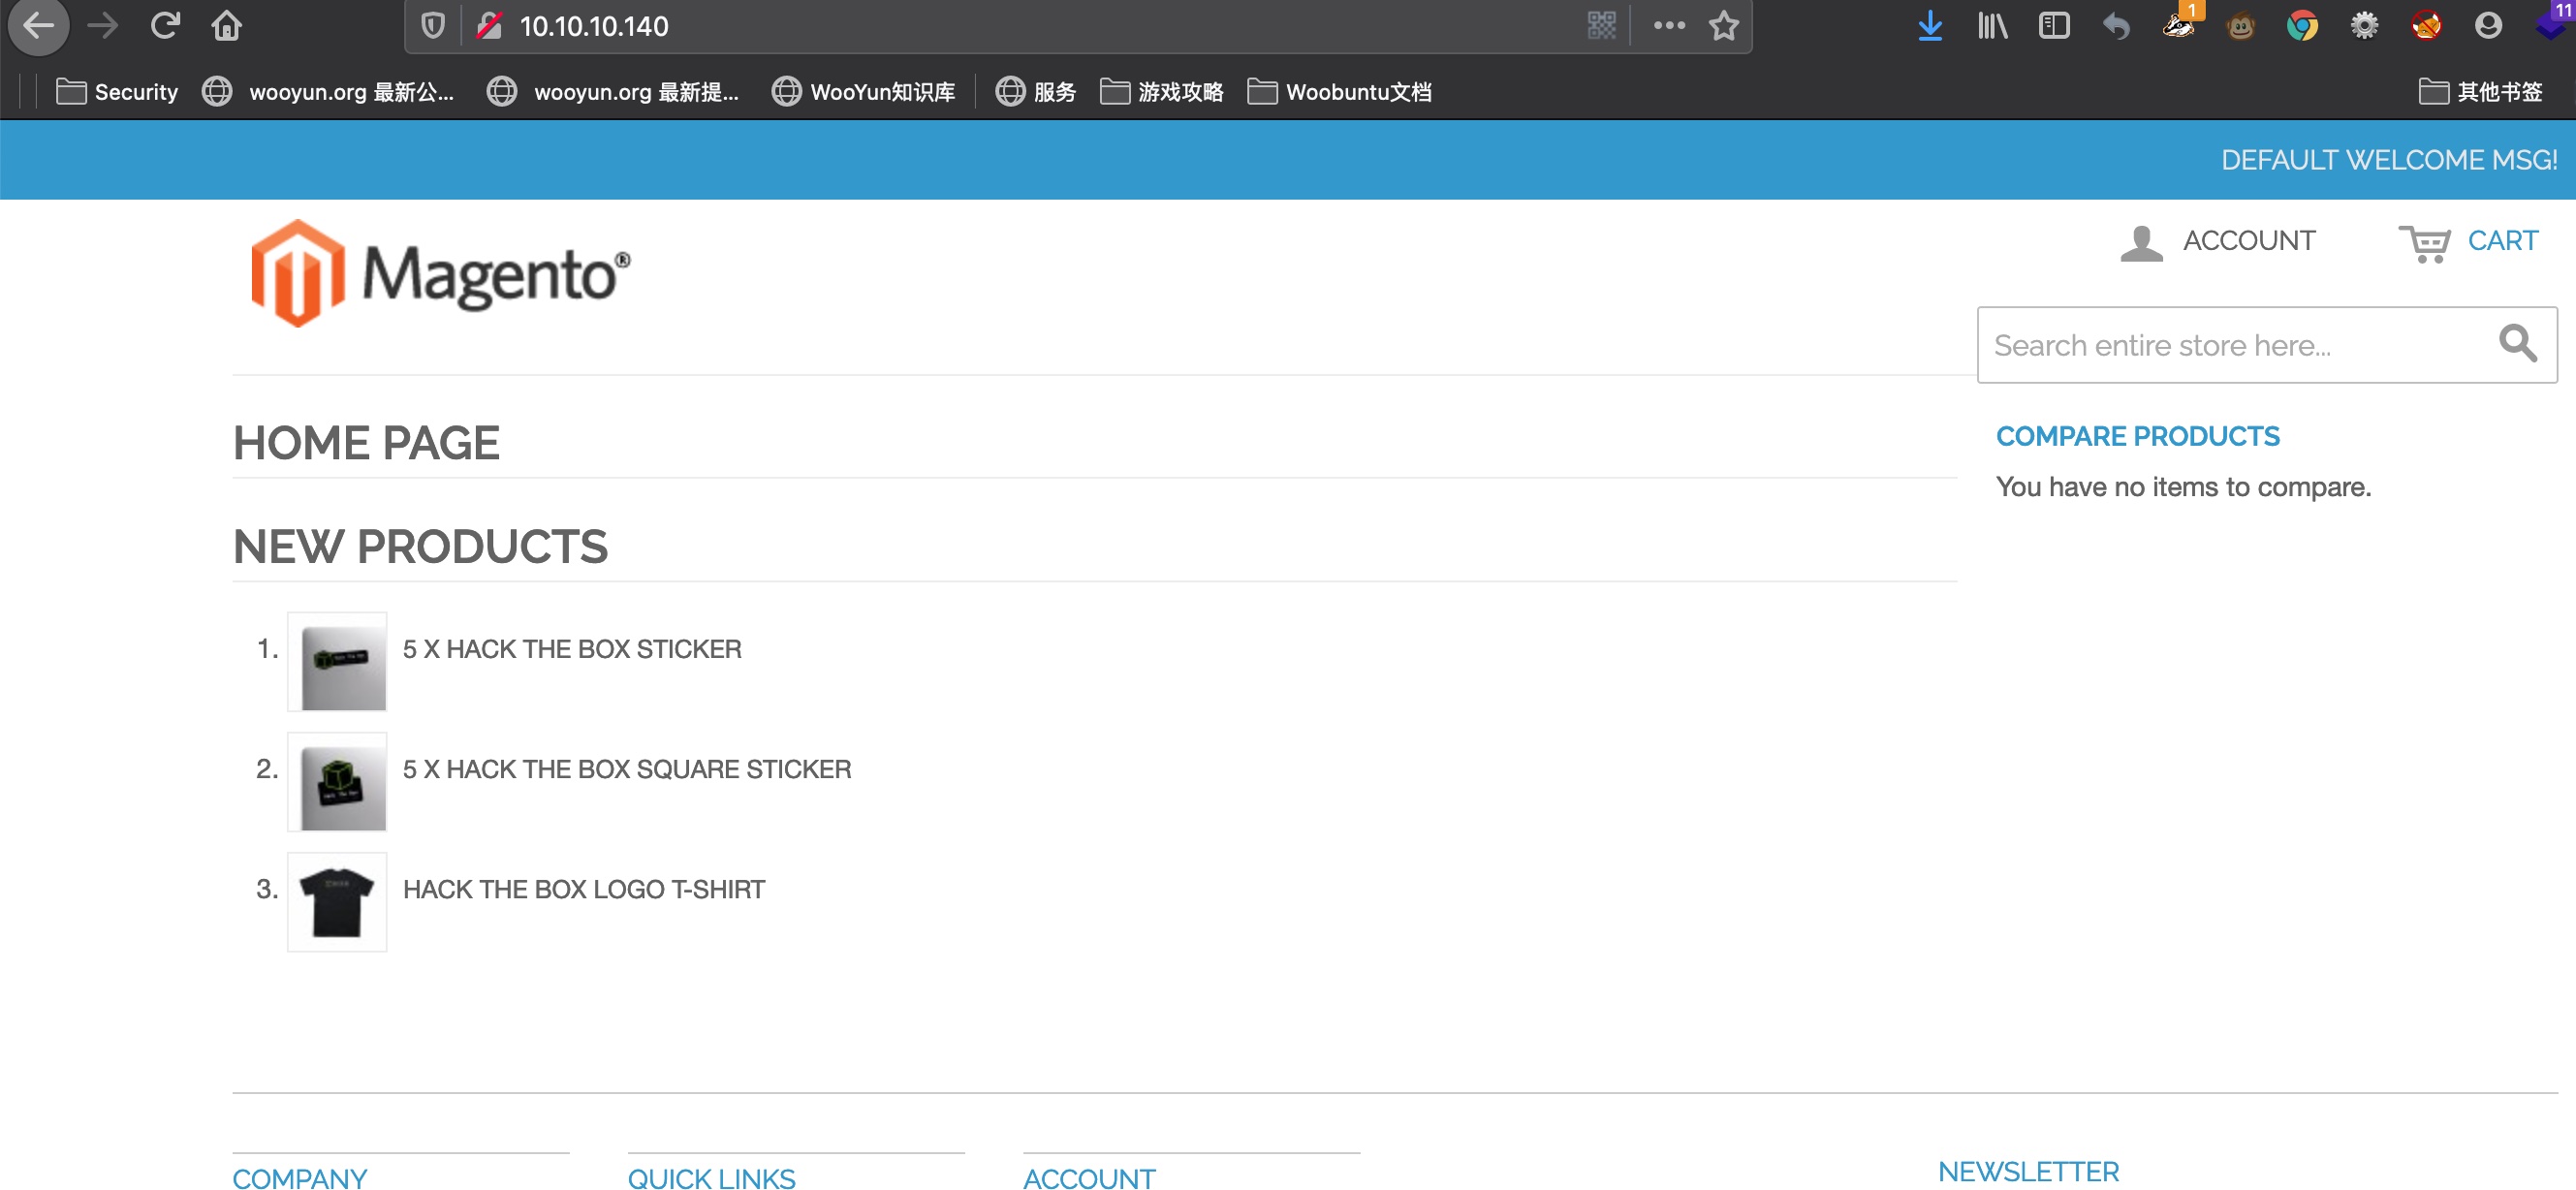 10.10.10.140
1
11
Security wooyun.org 最新公... wooyun.org 最新提... WooYun知识库 服务 游戏攻略 Woobuntu文档 其他书签
DEFAULT WELCOME MSG!
Magento®
ACCOUNT CART
Search entire store here...
HOME PAGE
COMPARE PRODUCTS
You have no items to compare.
NEW PRODUCTS
1. 5 X HACK THE BOX STICKER
2. 5 X HACK THE BOX SQUARE STICKER
3. HACK THE BOX LOGO T-SHIRT
COMPANY QUICK LINKS ACCOUNT NEWSLETTER